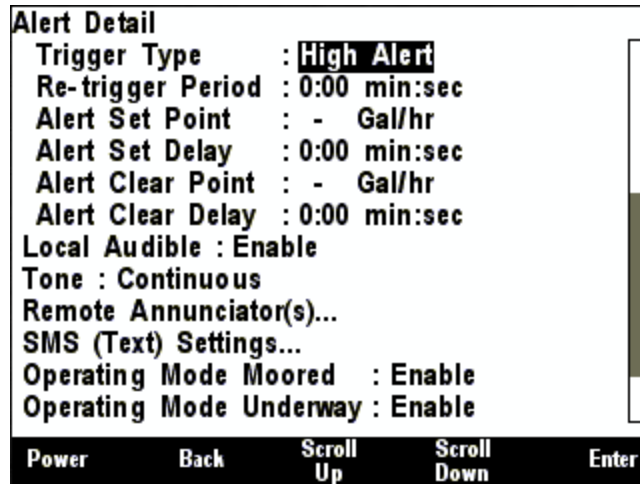 Alert Detail
Trigger Type : High Alert
Re-trigger Period : 0:00 min:sec
Alert Set Point : - Gal/hr
Alert Set Delay : 0:00 min:sec
Alert Clear Point : - Gal/hr
Alert Clear Delay : 0:00 min:sec
Local Audible : Enable
Tone : Continuous
Remote Annunciator(s)...
SMS (Text) Settings...
Operating Mode Moored : Enable
Operating Mode Underway : Enable
Power Back Scroll Up Scroll Down Enter